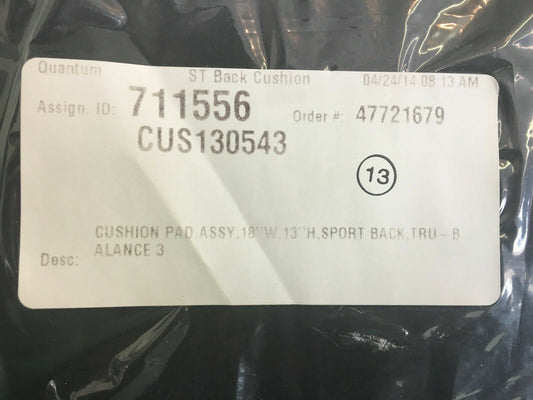 Quantum ST Back Cushion 04/24/14 08:13 AM
Assign. ID: 711556 Order #: 47721679
CUS130543
13
CUSHION PAD,ASSY,18"W,13"H,SPORT BACK,TRU-B
ALANCE 3
Desc: